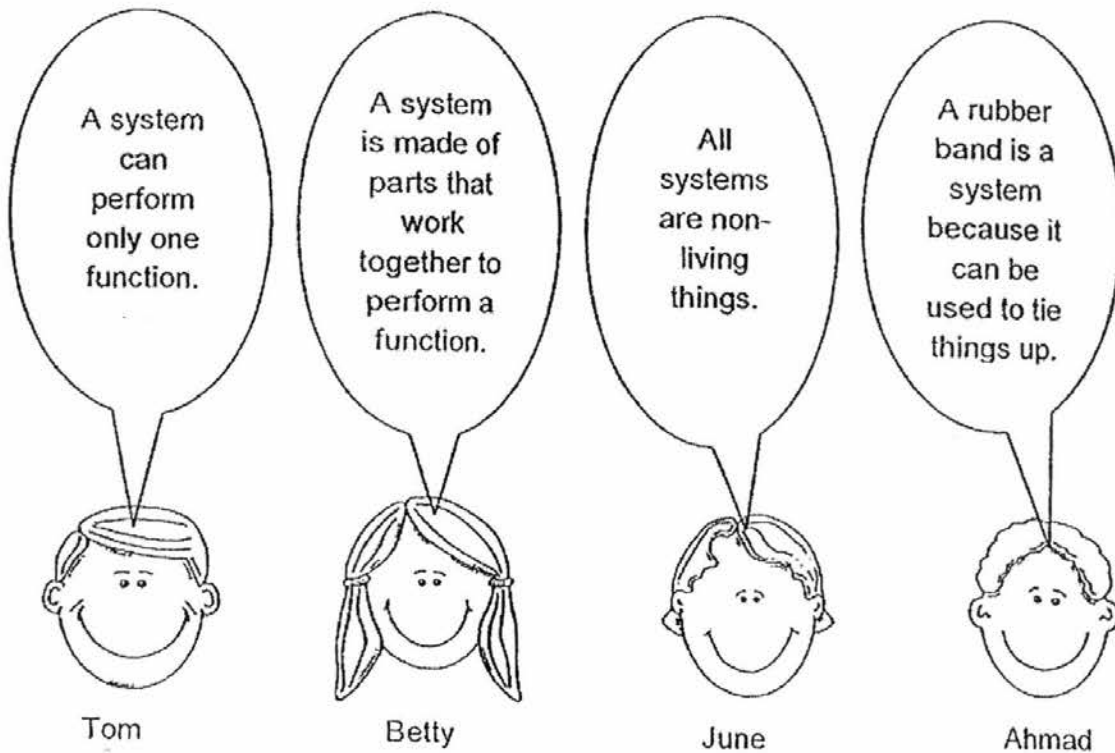 A system
can
perform
only one
function.
A system
is made of
parts that
work
together to
perform a
function.
All
systems
are non-
living
things.
A rubber
band is a
system
because it
can be
used to tie
things up.
Tom
Betty
June
Ahmad